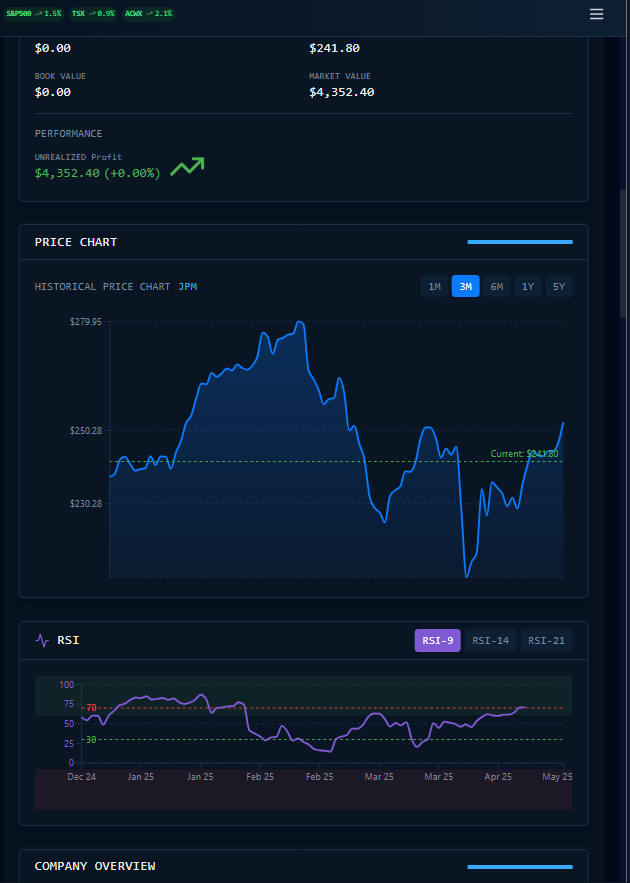 S&P500 1.5% TSX 0.9% ACWX 2.1%
$0.00 $241.80
BOOK VALUE MARKET VALUE
$0.00 $4,352.40
PERFORMANCE
UNREALIZED Profit
$4,352.40 (+0.00%)
PRICE CHART
HISTORICAL PRICE CHART JPM 1M 3M 6M 1Y 5Y
$279.95
$250.28
Current: $241.80
$230.28
RSI RSI-9 RSI-14 RSI-21
100
75 70
50
30
25
0
Dec 24 Jan 25 Jan 25 Feb 25 Feb 25 Mar 25 Mar 25 Apr 25 May 25
COMPANY OVERVIEW